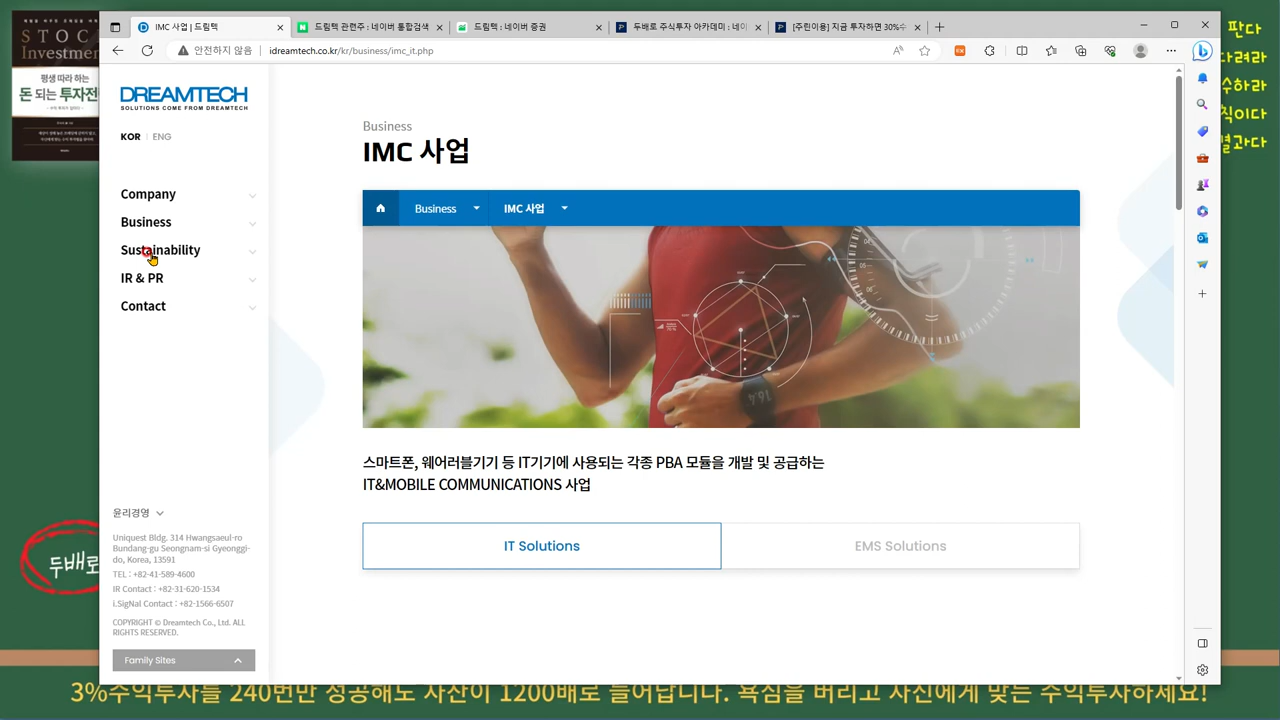 STOCK
Investment
평생 따라 하는
돈 되는 투자전
판다
다려라
수하라
칙이다
결과다
두배로
IMC 사업 | 드림텍
드림텍 관련주 : 네이버 통합검색
드림텍 : 네이버 증권
두배로 주식투자 아카데미 : 네이
[주린이용] 지금 투자하면 30%수
안전하지 않음
idreamtech.co.kr/kr/business/imc_it.php
DREAMTECH
SOLUTIONS COME FROM DREAMTECH
KOR
ENG
Company
Business
Sustainability
IR & PR
Contact
윤리경영
Uniquest Bldg. 314 Hwangsaeul-ro
Bundang-gu Seongnam-si Gyeonggi-
do, Korea, 13591
TEL : +82-41-589-4600
IR Contact : +82-31-620-1534
i.SigNal Contact : +82-1566-6507
COPYRIGHT © Dreamtech Co., Ltd. ALL
RIGHTS RESERVED.
Family Sites
Business
IMC 사업
Business
IMC 사업
스마트폰, 웨어러블기기 등 IT기기에 사용되는 각종 PBA 모듈을 개발 및 공급하는
IT&MOBILE COMMUNICATIONS 사업
IT Solutions
EMS Solutions
3%수익투자를 240번만 성공해도 자산이 1200배로 늘어납니다. 욕심을 버리고 자신에게 맞는 수익투자하세요!